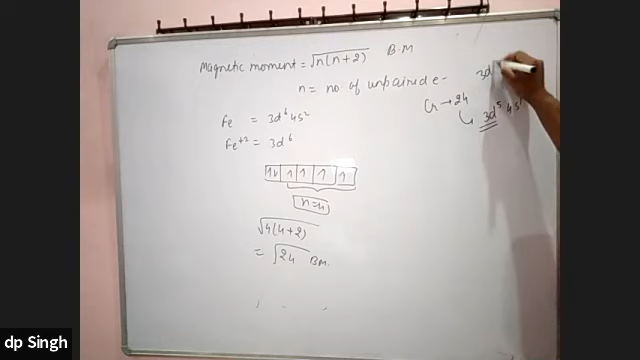 Magnetic moment = √n(n+2) B.M
n = no of unpaired e-
Fe = 3d⁶ 4s²
Fe⁺² = 3d⁶
Cr → 24
3d⁵ 4s¹
3d
1↓ 1 1 1 1
n=4
√4(4+2)
= √24 BM.
dp Singh